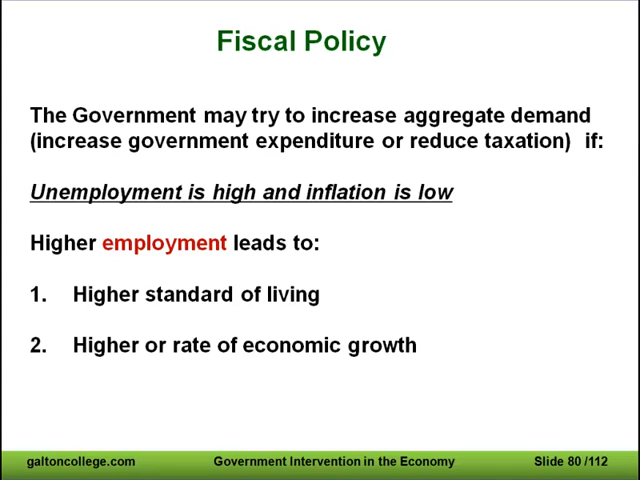 Fiscal Policy
The Government may try to increase aggregate demand
(increase government expenditure or reduce taxation) if:
Unemployment is high and inflation is low
Higher employment leads to:
1. Higher standard of living
2. Higher or rate of economic growth
galtoncollege.com Government Intervention in the Economy Slide 80 /112